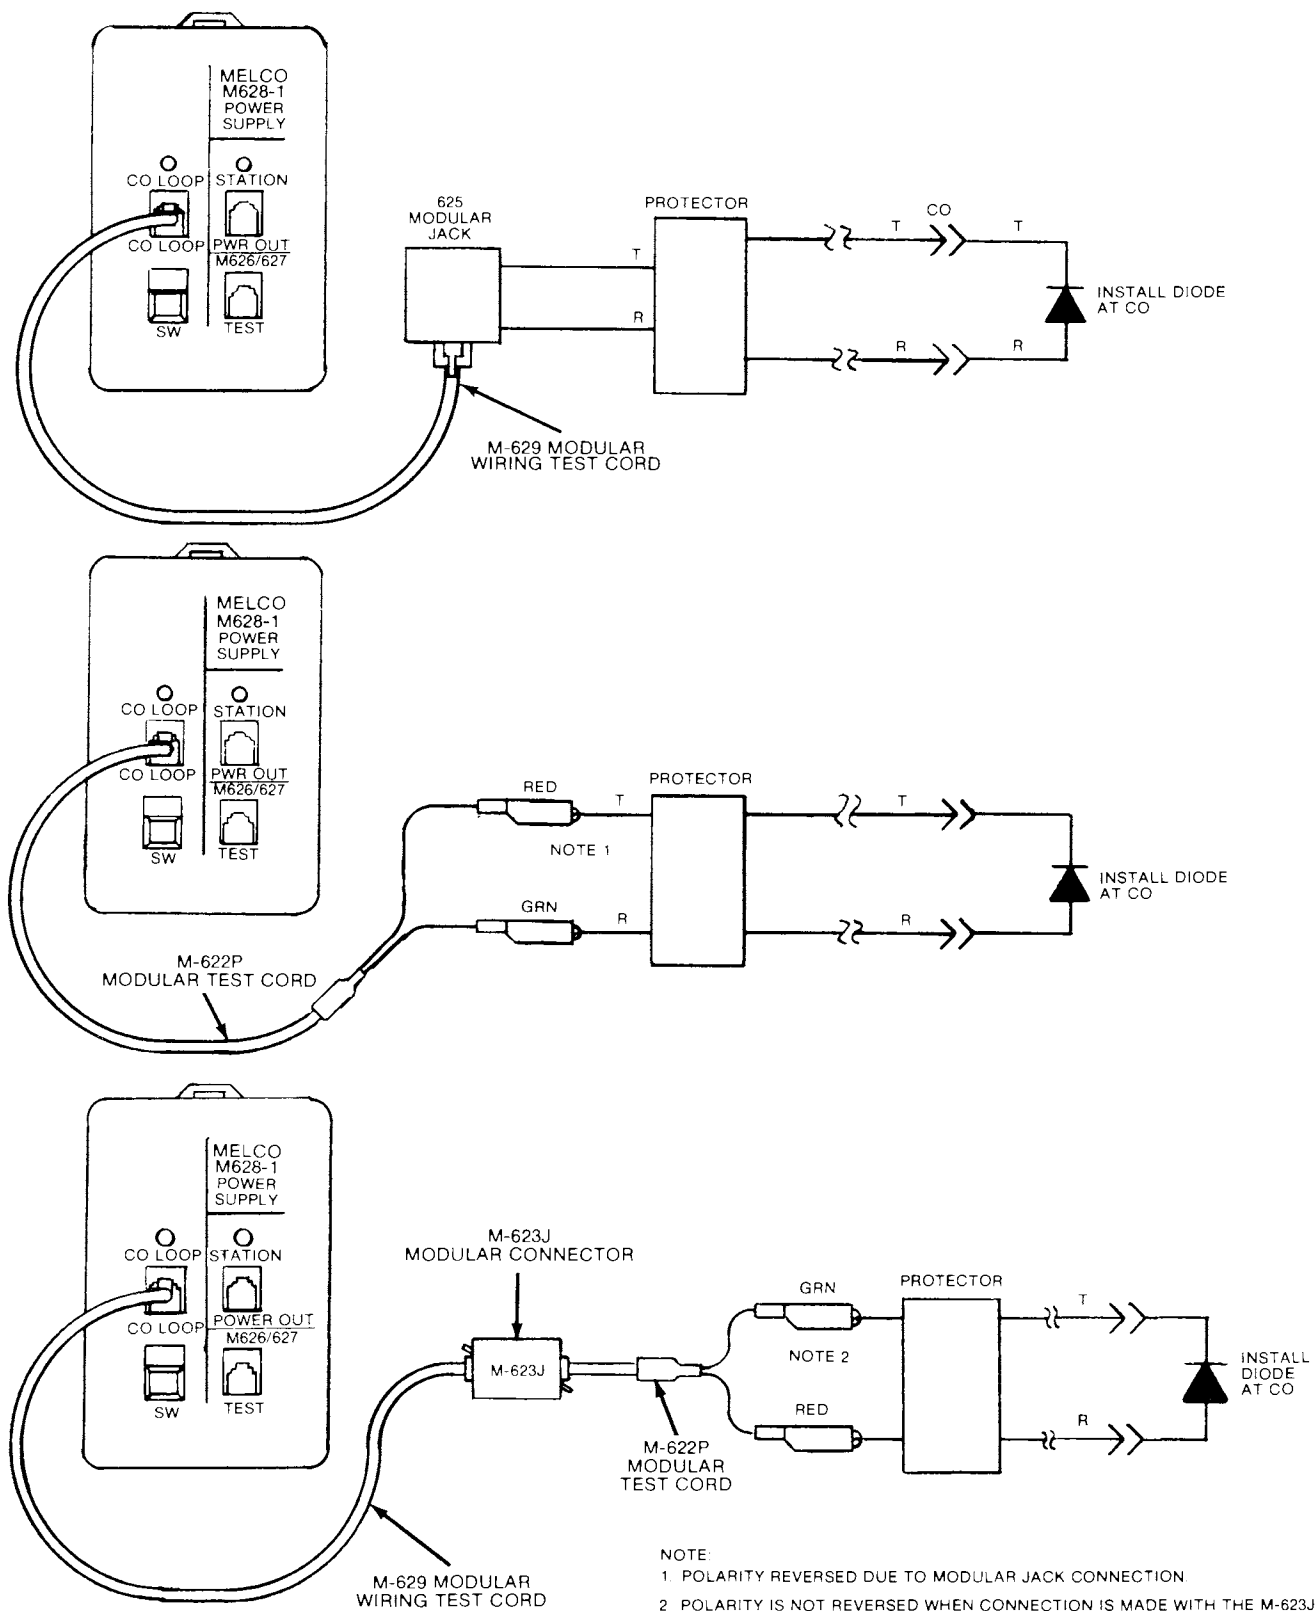 MELCO
M628-1
POWER
SUPPLY
CO LOOP
STATION
CO LOOP
PWR OUT
M626/627
SW
TEST
625
MODULAR
JACK
T
R
PROTECTOR
T
CO
T
R
R
INSTALL DIODE
AT CO
M-629 MODULAR
WIRING TEST CORD
MELCO
M628-1
POWER
SUPPLY
CO LOOP
STATION
CO LOOP
PWR OUT
M626/627
SW
TEST
RED
T
NOTE 1
GRN
R
PROTECTOR
T
R
INSTALL DIODE
AT CO
M-622P
MODULAR TEST CORD
MELCO
M628-1
POWER
SUPPLY
CO LOOP
STATION
CO LOOP
POWER OUT
M626/627
SW
TEST
M-623J
MODULAR CONNECTOR
M-623J
GRN
NOTE 2
RED
M-622P
MODULAR
TEST CORD
PROTECTOR
T
R
INSTALL
DIODE
AT CO
M-629 MODULAR
WIRING TEST CORD
NOTE:
1. POLARITY REVERSED DUE TO MODULAR JACK CONNECTION.
2 POLARITY IS NOT REVERSED WHEN CONNECTION IS MADE WITH THE M-623J